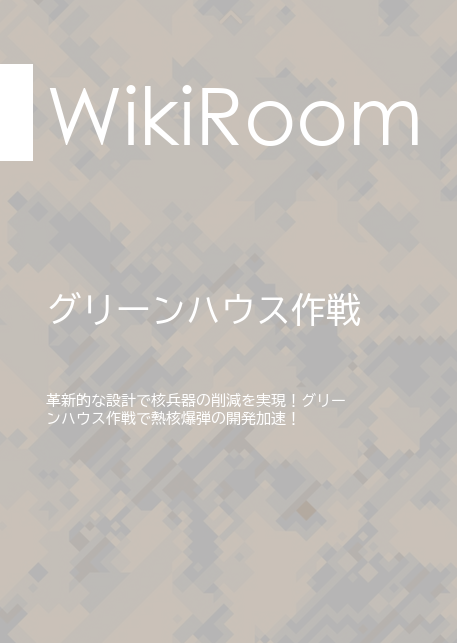 WikiRoom
グリーンハウス作戦
革新的な設計で核兵器の削減を実現！グリー
ンハウス作戦で熱核爆弾の開発加速！